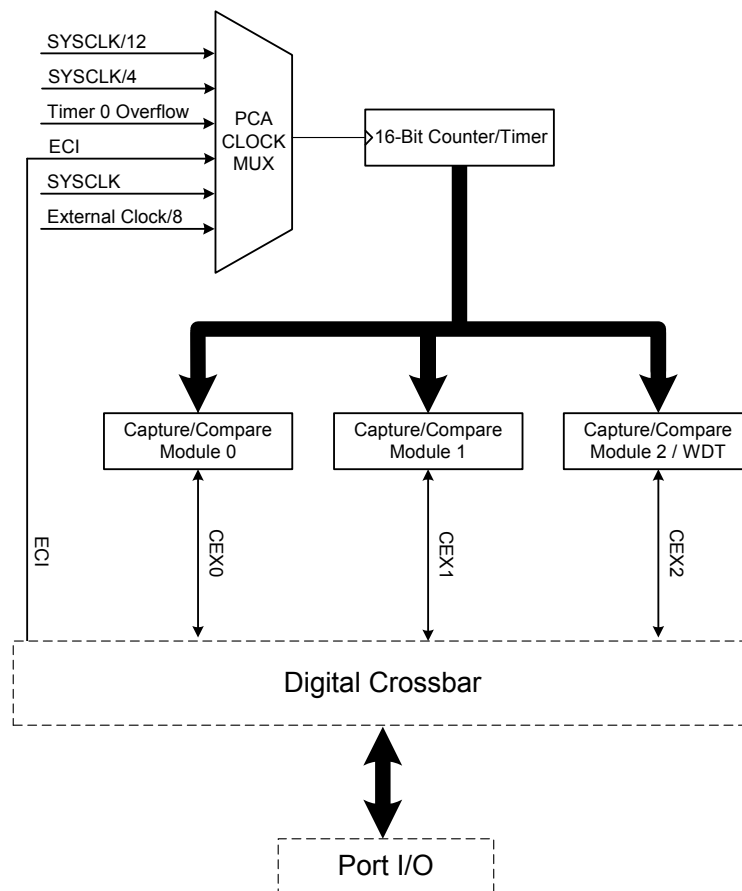 SYSCLK/12
SYSCLK/4
Timer 0 Overflow
ECI
SYSCLK
External Clock/8
PCA
CLOCK
MUX
16-Bit Counter/Timer
Capture/Compare
Module 0
Capture/Compare
Module 1
Capture/Compare
Module 2 / WDT
ECI
CEX0
CEX1
CEX2
Digital Crossbar
Port I/O